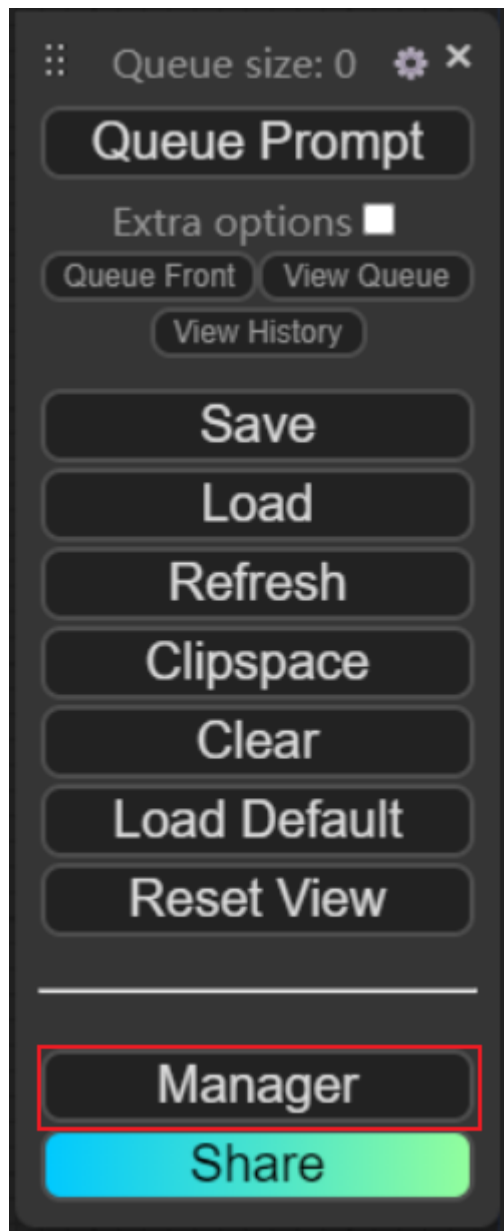 Queue size: 0
Queue Prompt
Extra options
Queue Front View Queue
View History
Save
Load
Refresh
Clipspace
Clear
Load Default
Reset View
Manager
Share